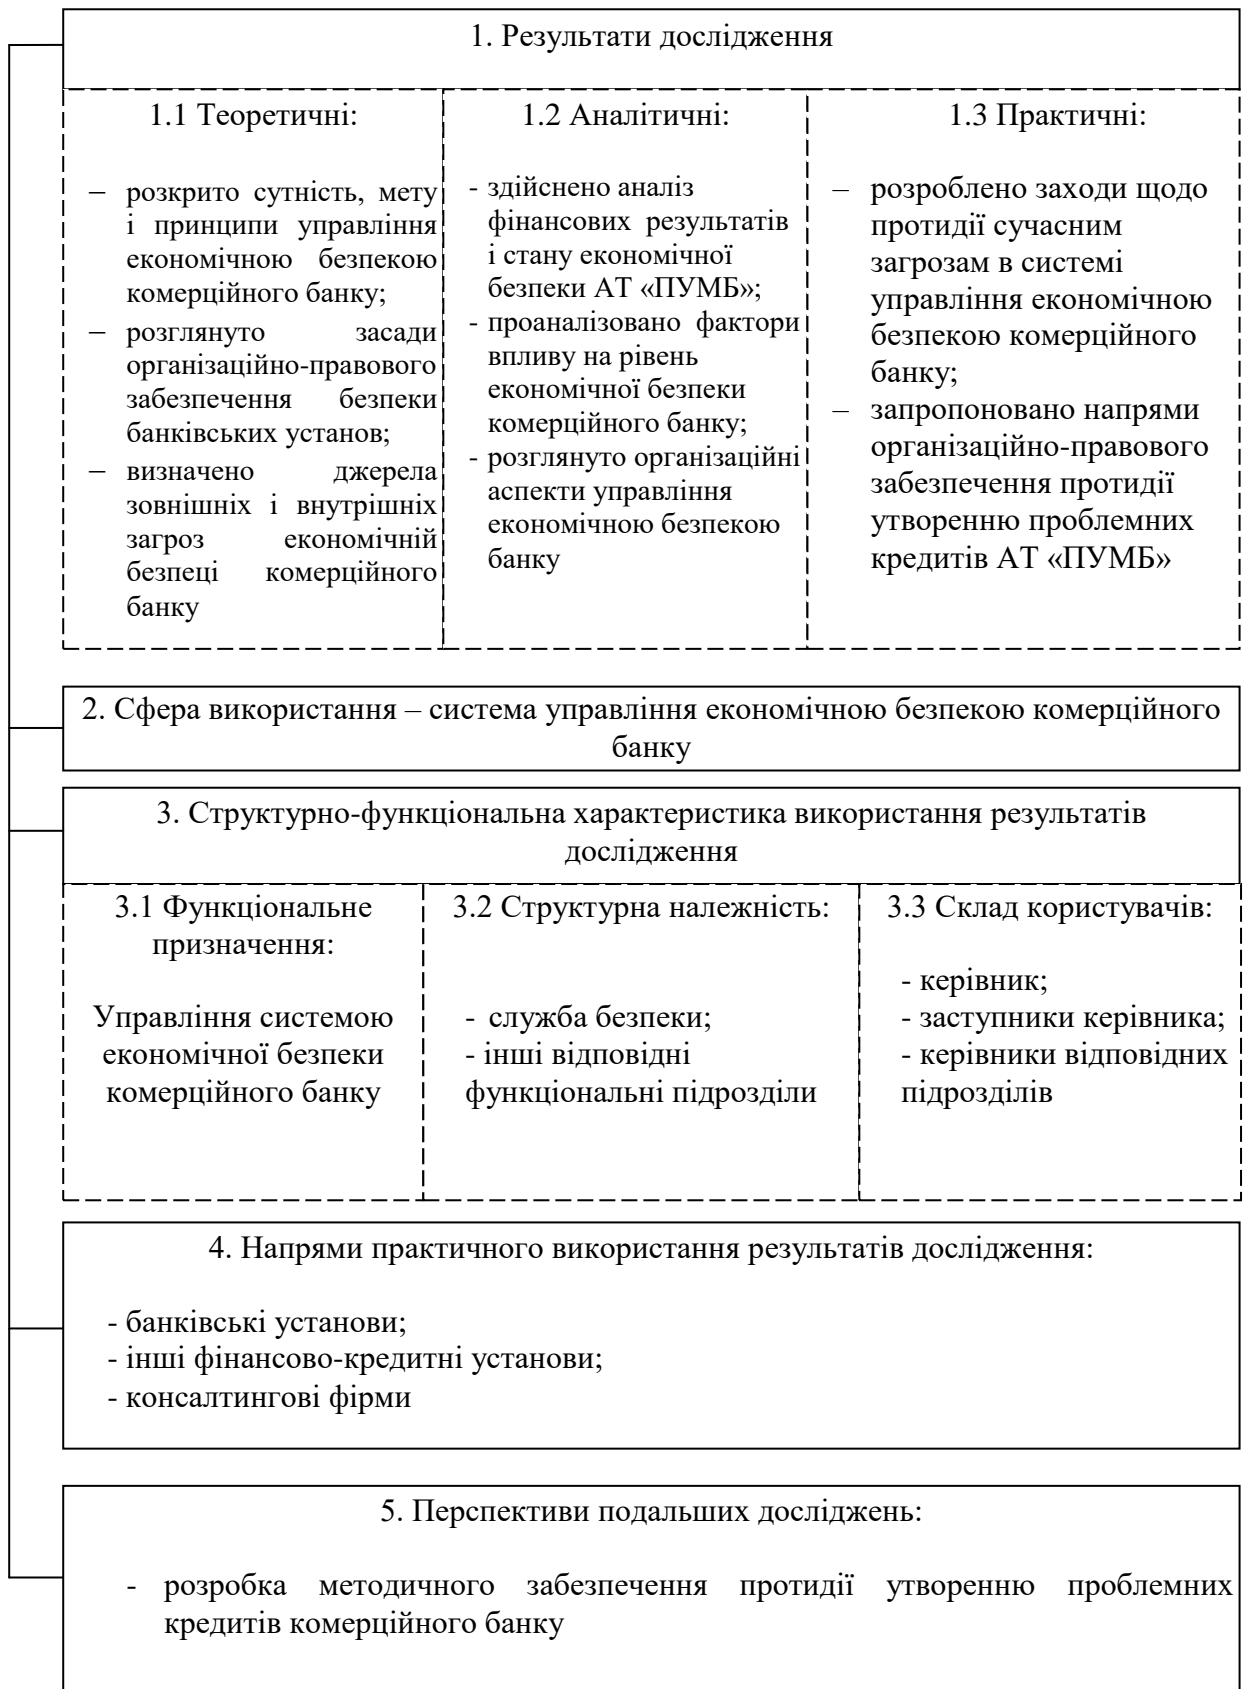 1. Результати дослідження
1.1 Теоретичні:
– розкрито сутність, мету
і принципи управління
економічною безпекою
комерційного банку;
– розглянуто засади
організаційно-правового
забезпечення безпеки
банківських установ;
– визначено джерела
зовнішніх і внутрішніх
загроз економічній
безпеці комерційного
банку
1.2 Аналітичні:
- здійснено аналіз
фінансових результатів
і стану економічної
безпеки АТ «ПУМБ»;
- проаналізовано фактори
впливу на рівень
економічної безпеки
комерційного банку;
- розглянуто організаційні
аспекти управління
економічною безпекою
банку
1.3 Практичні:
– розроблено заходи щодо
протидії сучасним
загрозам в системі
управління економічною
безпекою комерційного
банку;
– запропоновано напрями
організаційно-правового
забезпечення протидії
утворенню проблемних
кредитів АТ «ПУМБ»
2. Сфера використання – система управління економічною безпекою комерційного
банку
3. Структурно-функціональна характеристика використання результатів
дослідження
3.1 Функціональне
призначення:
Управління системою
економічної безпеки
комерційного банку
3.2 Структурна належність:
- служба безпеки;
- інші відповідні
функціональні підрозділи
3.3 Склад користувачів:
- керівник;
- заступники керівника;
- керівники відповідних
підрозділів
4. Напрями практичного використання результатів дослідження:
- банківські установи;
- інші фінансово-кредитні установи;
- консалтингові фірми
5. Перспективи подальших досліджень:
- розробка методичного забезпечення протидії утворенню проблемних
кредитів комерційного банку